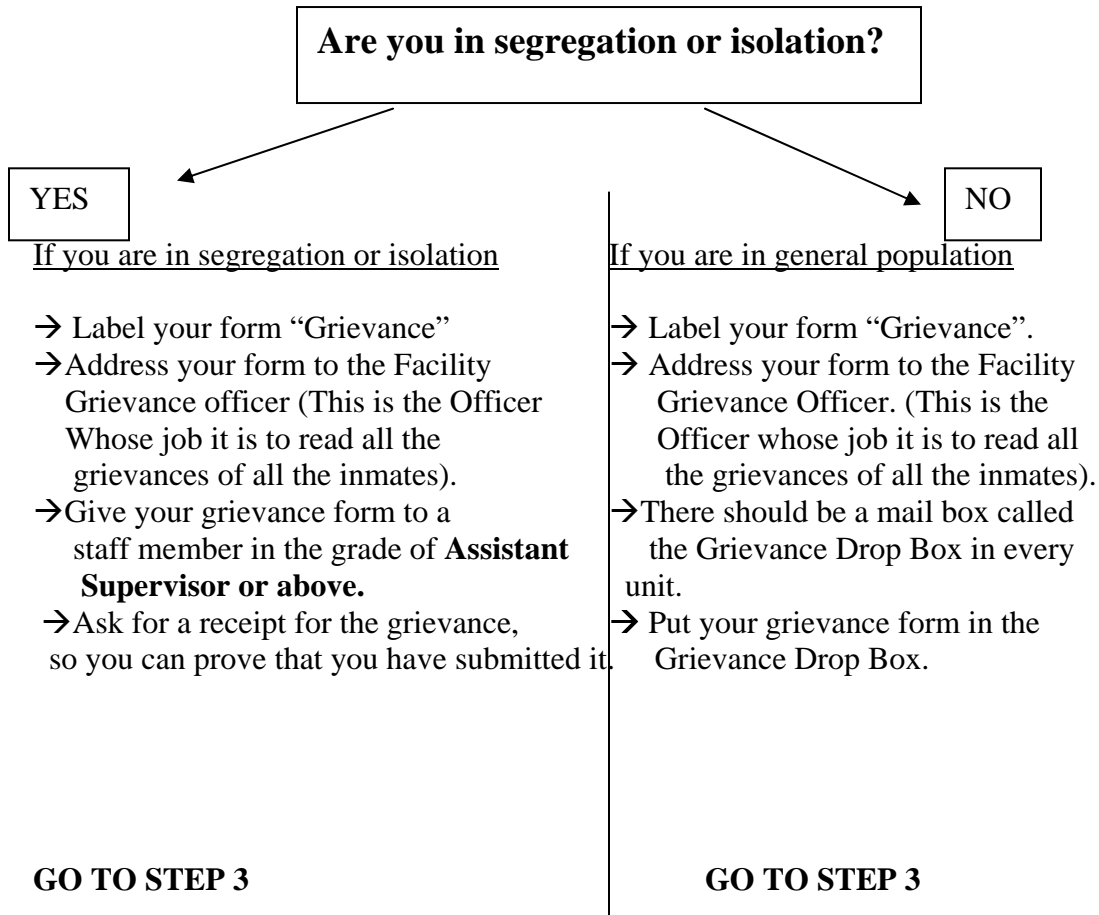 Are you in segregation or isolation?
YES
If you are in segregation or isolation
→ Label your form “Grievance”
→Address your form to the Facility
Grievance officer (This is the Officer
Whose job it is to read all the
grievances of all the inmates).
→Give your grievance form to a
staff member in the grade of Assistant
Supervisor or above.
→Ask for a receipt for the grievance,
so you can prove that you have submitted it.
GO TO STEP 3
NO
If you are in general population
→ Label your form “Grievance”.
→ Address your form to the Facility
Grievance Officer. (This is the
Officer whose job it is to read all
the grievances of all the inmates).
→There should be a mail box called
the Grievance Drop Box in every
unit.
→ Put your grievance form in the
Grievance Drop Box.
GO TO STEP 3